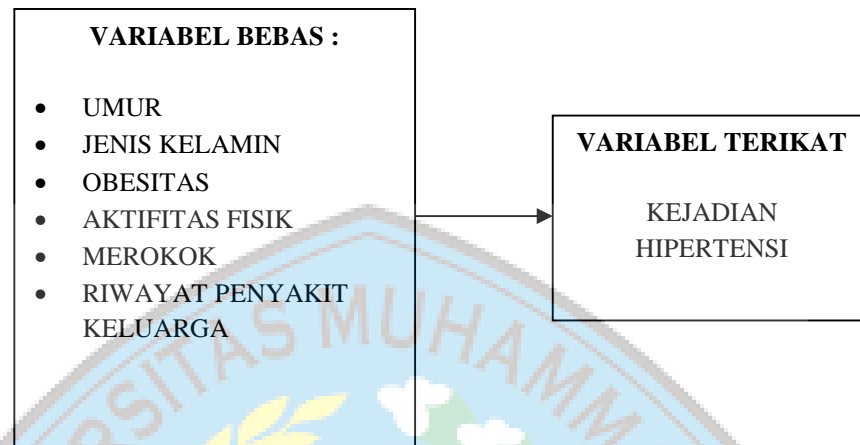 VARIABEL BEBAS :
• UMUR
• JENIS KELAMIN
• OBESITAS
• AKTIFITAS FISIK
• MEROKOK
• RIWAYAT PENYAKIT
KELUARGA
VARIABEL TERIKAT
KEJADIAN
HIPERTENSI